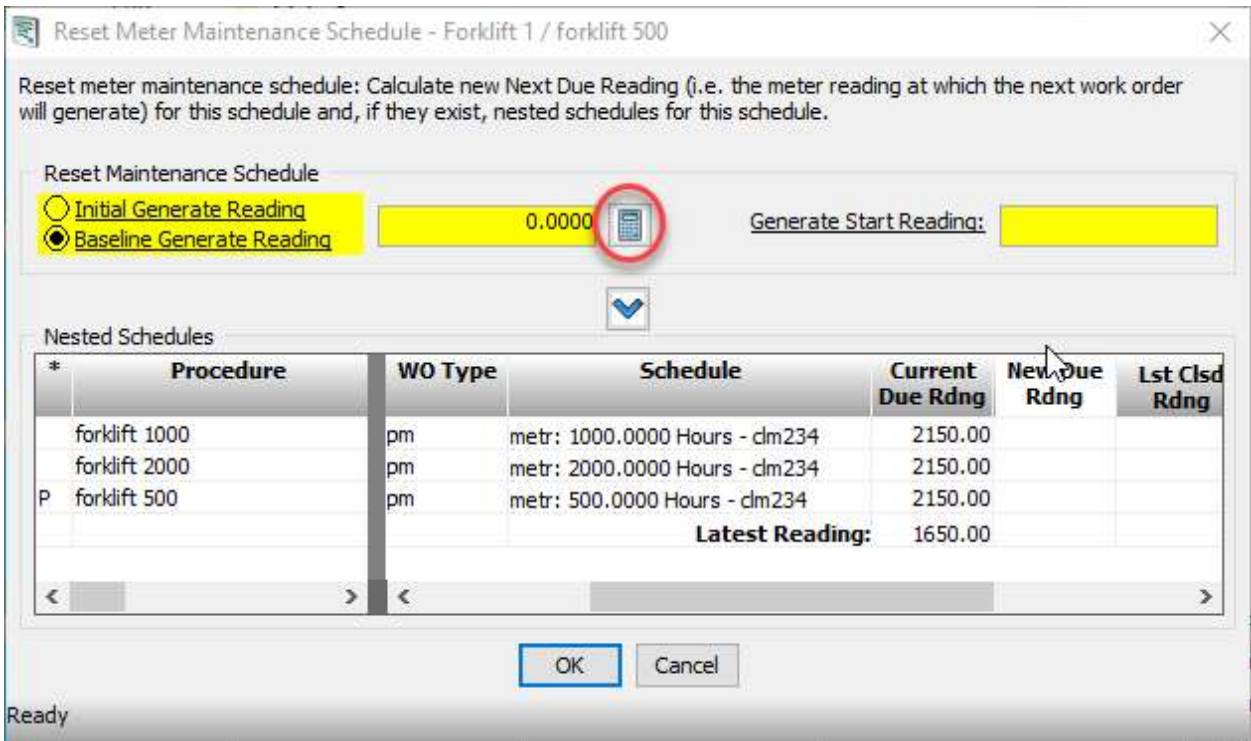 Reset Meter Maintenance Schedule - Forklift 1 / forklift 500
Reset meter maintenance schedule: Calculate new Next Due Reading (i.e. the meter reading at which the next work order
will generate) for this schedule and, if they exist, nested schedules for this schedule.
Reset Maintenance Schedule
Initial Generate Reading
Baseline Generate Reading
0.0000
Generate Start Reading:
Nested Schedules
* Procedure WO Type Schedule Current Due Rdng New Due Rdng Lst Clsd Rdng
forklift 1000 pm metr: 1000.0000 Hours - clm234 2150.00
forklift 2000 pm metr: 2000.0000 Hours - clm234 2150.00
P forklift 500 pm metr: 500.0000 Hours - clm234 2150.00
Latest Reading: 1650.00
OK Cancel
Ready